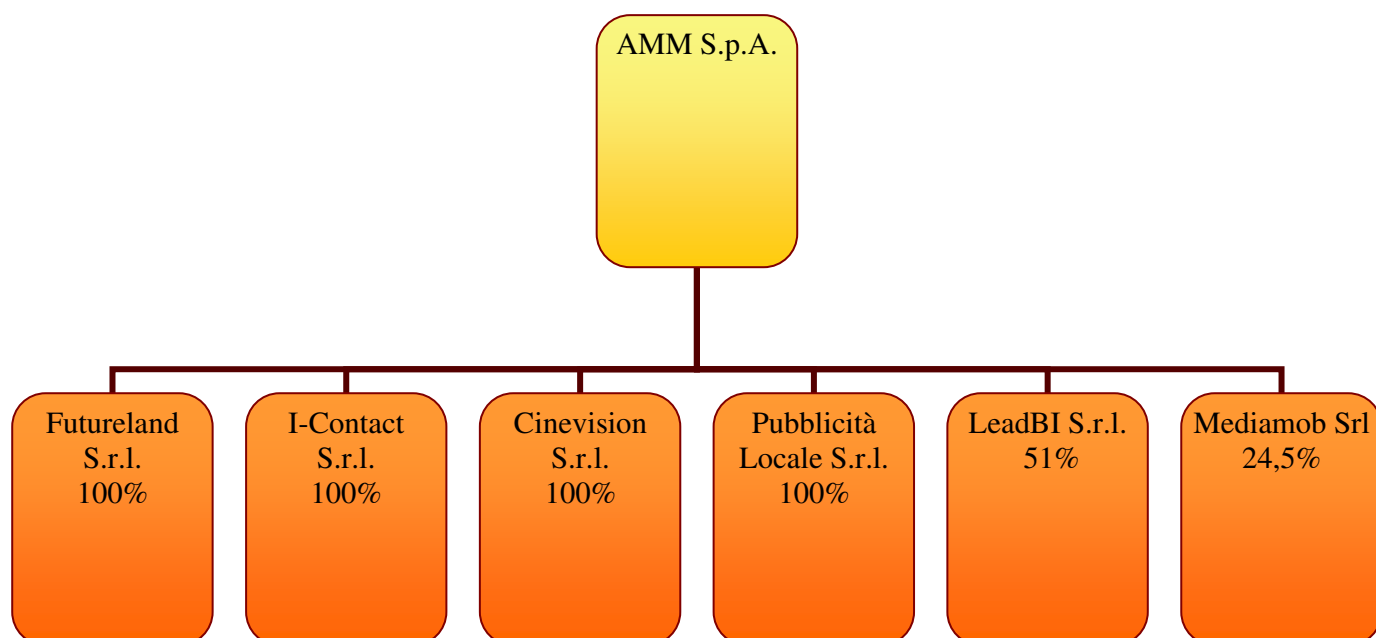 AMM S.p.A.
Futureland
S.r.l.
100%
I-Contact
S.r.l.
100%
Cinevision
S.r.l.
100%
Pubblicità
Locale S.r.l.
100%
LeadBI S.r.l.
51%
Mediamob Srl
24,5%